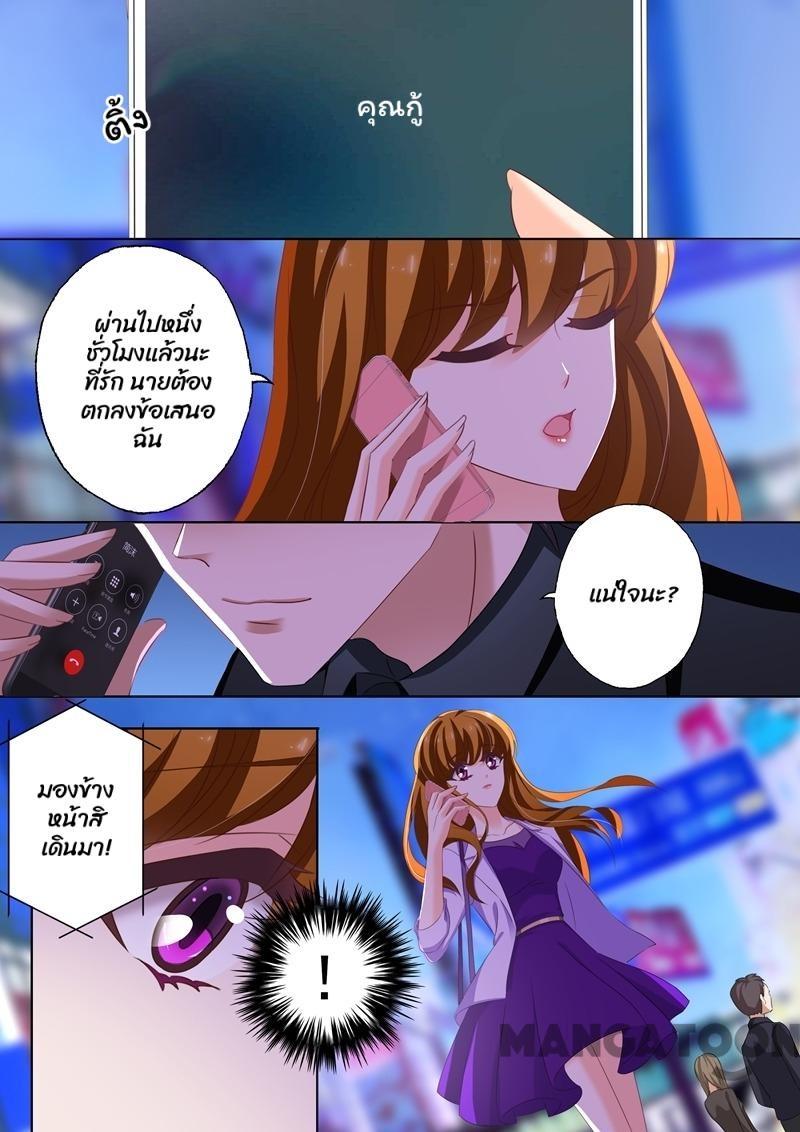 คุณกู้
ติ้ง
ผ่านไปหนึ่ง
ชั่วโมงแล้วนะ
ที่รัก นายต้อง
ตกลงข้อเสนอ
ฉัน
简沫
แน่ใจนะ?
มองข้าง
หน้าสิ
เดินมา!
!
MANGATOON